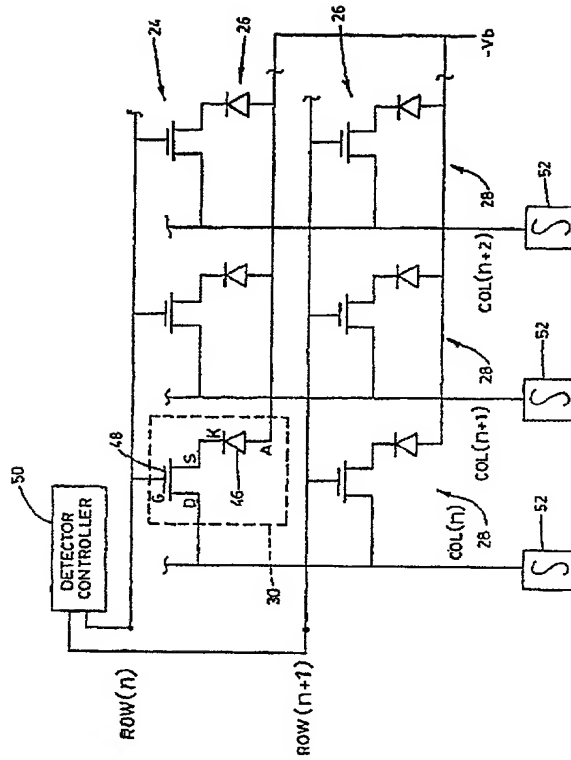 50
DETECTOR
CONTROLLER
ROW(n)
48
G
D
S
K
46
A
30
24
26
ROW(n+1)
26
-Vb
COL(n)
28
COL(n+1)
28
COL(n+2)
28
52
∫
52
∫
52
∫